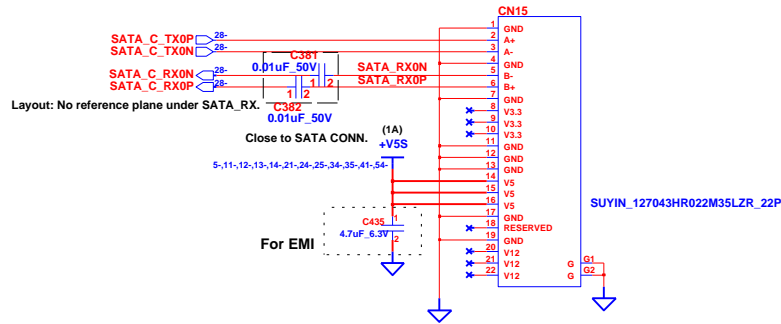 CN15
SATA_C_TX0P 28- 1 GND
SATA_C_TX0N 28- 2 A+
3 A-
C381 4 GND
SATA_C_RX0N 28- 0.01uF_50V SATA_RX0N 5 B-
SATA_C_RX0P 28- 1 2 SATA_RX0P 6 B+
1 2 7 GND
Layout: No reference plane under SATA_RX. C382 8 V3.3
0.01uF_50V 9 V3.3
Close to SATA CONN. (1A) 10 V3.3
+V5S 11 GND
12 GND
5-,11-,12-,13-,14-,21-,24-,25-,34-,35-,41-,54- 13 GND
14 V5
15 V5
16 V5 SUYIN_127043HR022M35LZR_22P
17 GND
C435 1 18 RESERVED
4.7uF_6.3V 2 19 GND
For EMI 20 V12
21 V12 G G1
22 V12 G G2